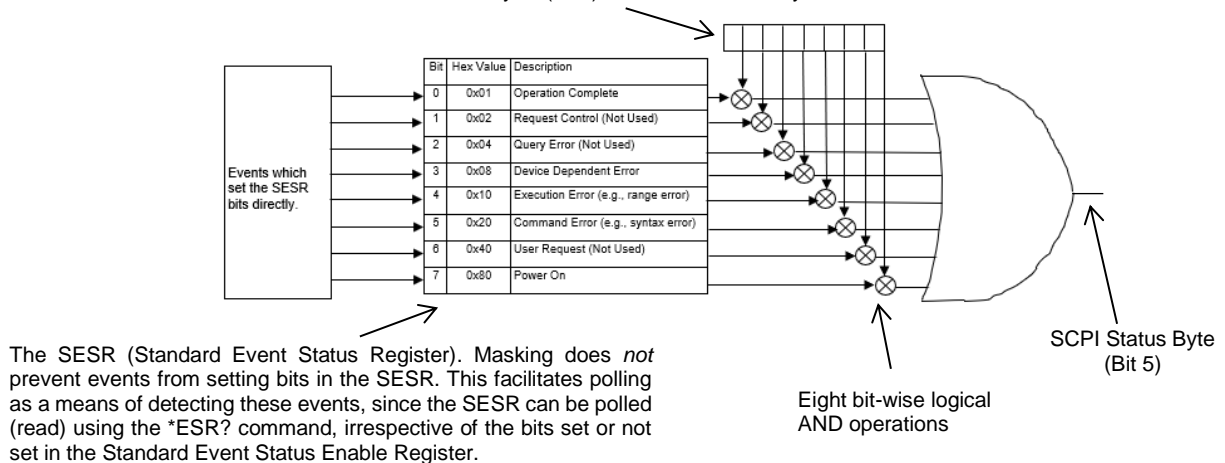 Bit Hex Value Description
0 0x01 Operation Complete
1 0x02 Request Control (Not Used)
2 0x04 Query Error (Not Used)
3 0x08 Device Dependent Error
4 0x10 Execution Error (e.g., range error)
5 0x20 Command Error (e.g., syntax error)
6 0x40 User Request (Not Used)
7 0x80 Power On
Events which
set the SESR
bits directly.
The SESR (Standard Event Status Register). Masking does not
prevent events from setting bits in the SESR. This facilitates polling
as a means of detecting these events, since the SESR can be polled
(read) using the *ESR? command, irrespective of the bits set or not
set in the Standard Event Status Enable Register.
Eight bit-wise logical
AND operations
SCPI Status Byte
(Bit 5)